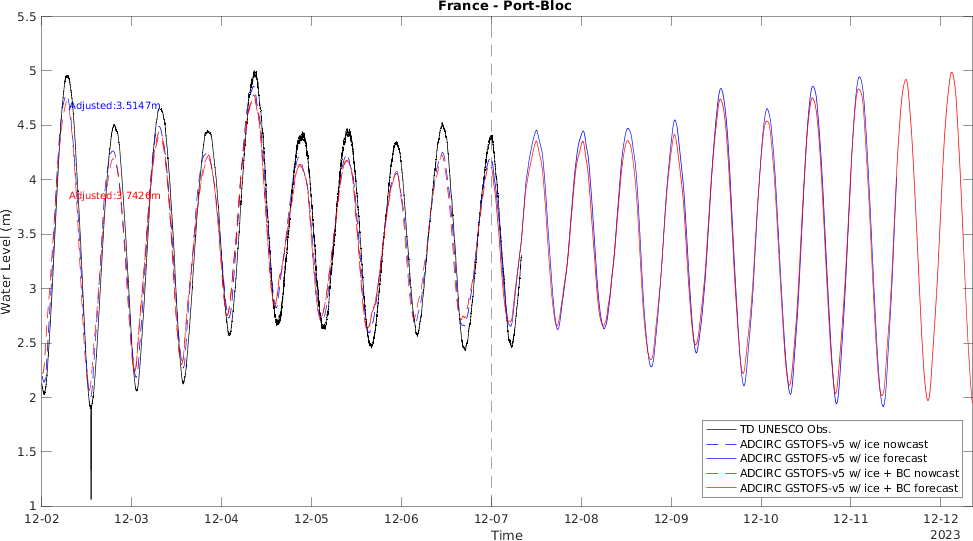 France - Port-Bloc
5.5
5
4.5
4
3.5
3
2.5
2
1.5
1
Water Level (m)
Adjusted:3.5147m
Adjusted:3.7426m
TD UNESCO Obs.
ADCIRC GSTOFS-v5 w/ ice nowcast
ADCIRC GSTOFS-v5 w/ ice forecast
ADCIRC GSTOFS-v5 w/ ice + BC nowcast
ADCIRC GSTOFS-v5 w/ ice + BC forecast
12-02 12-03 12-04 12-05 12-06 12-07 12-08 12-09 12-10 12-11 12-12
Time
2023